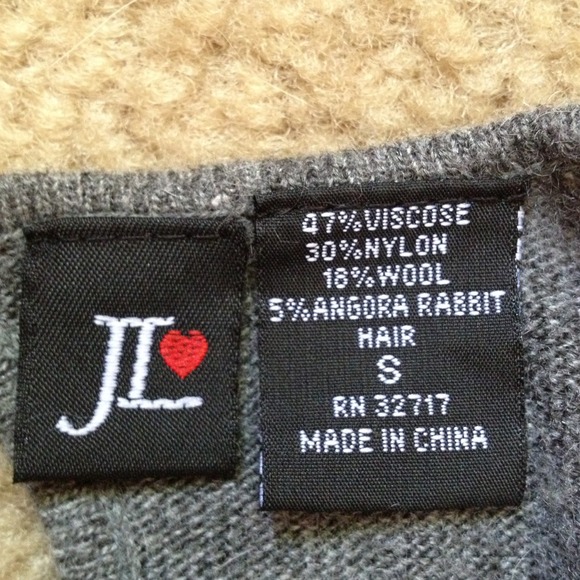 JL
47%VISCOSE
30%NYLON
18%WOOL
5%ANGORA RABBIT
HAIR
S
RN 32717
MADE IN CHINA